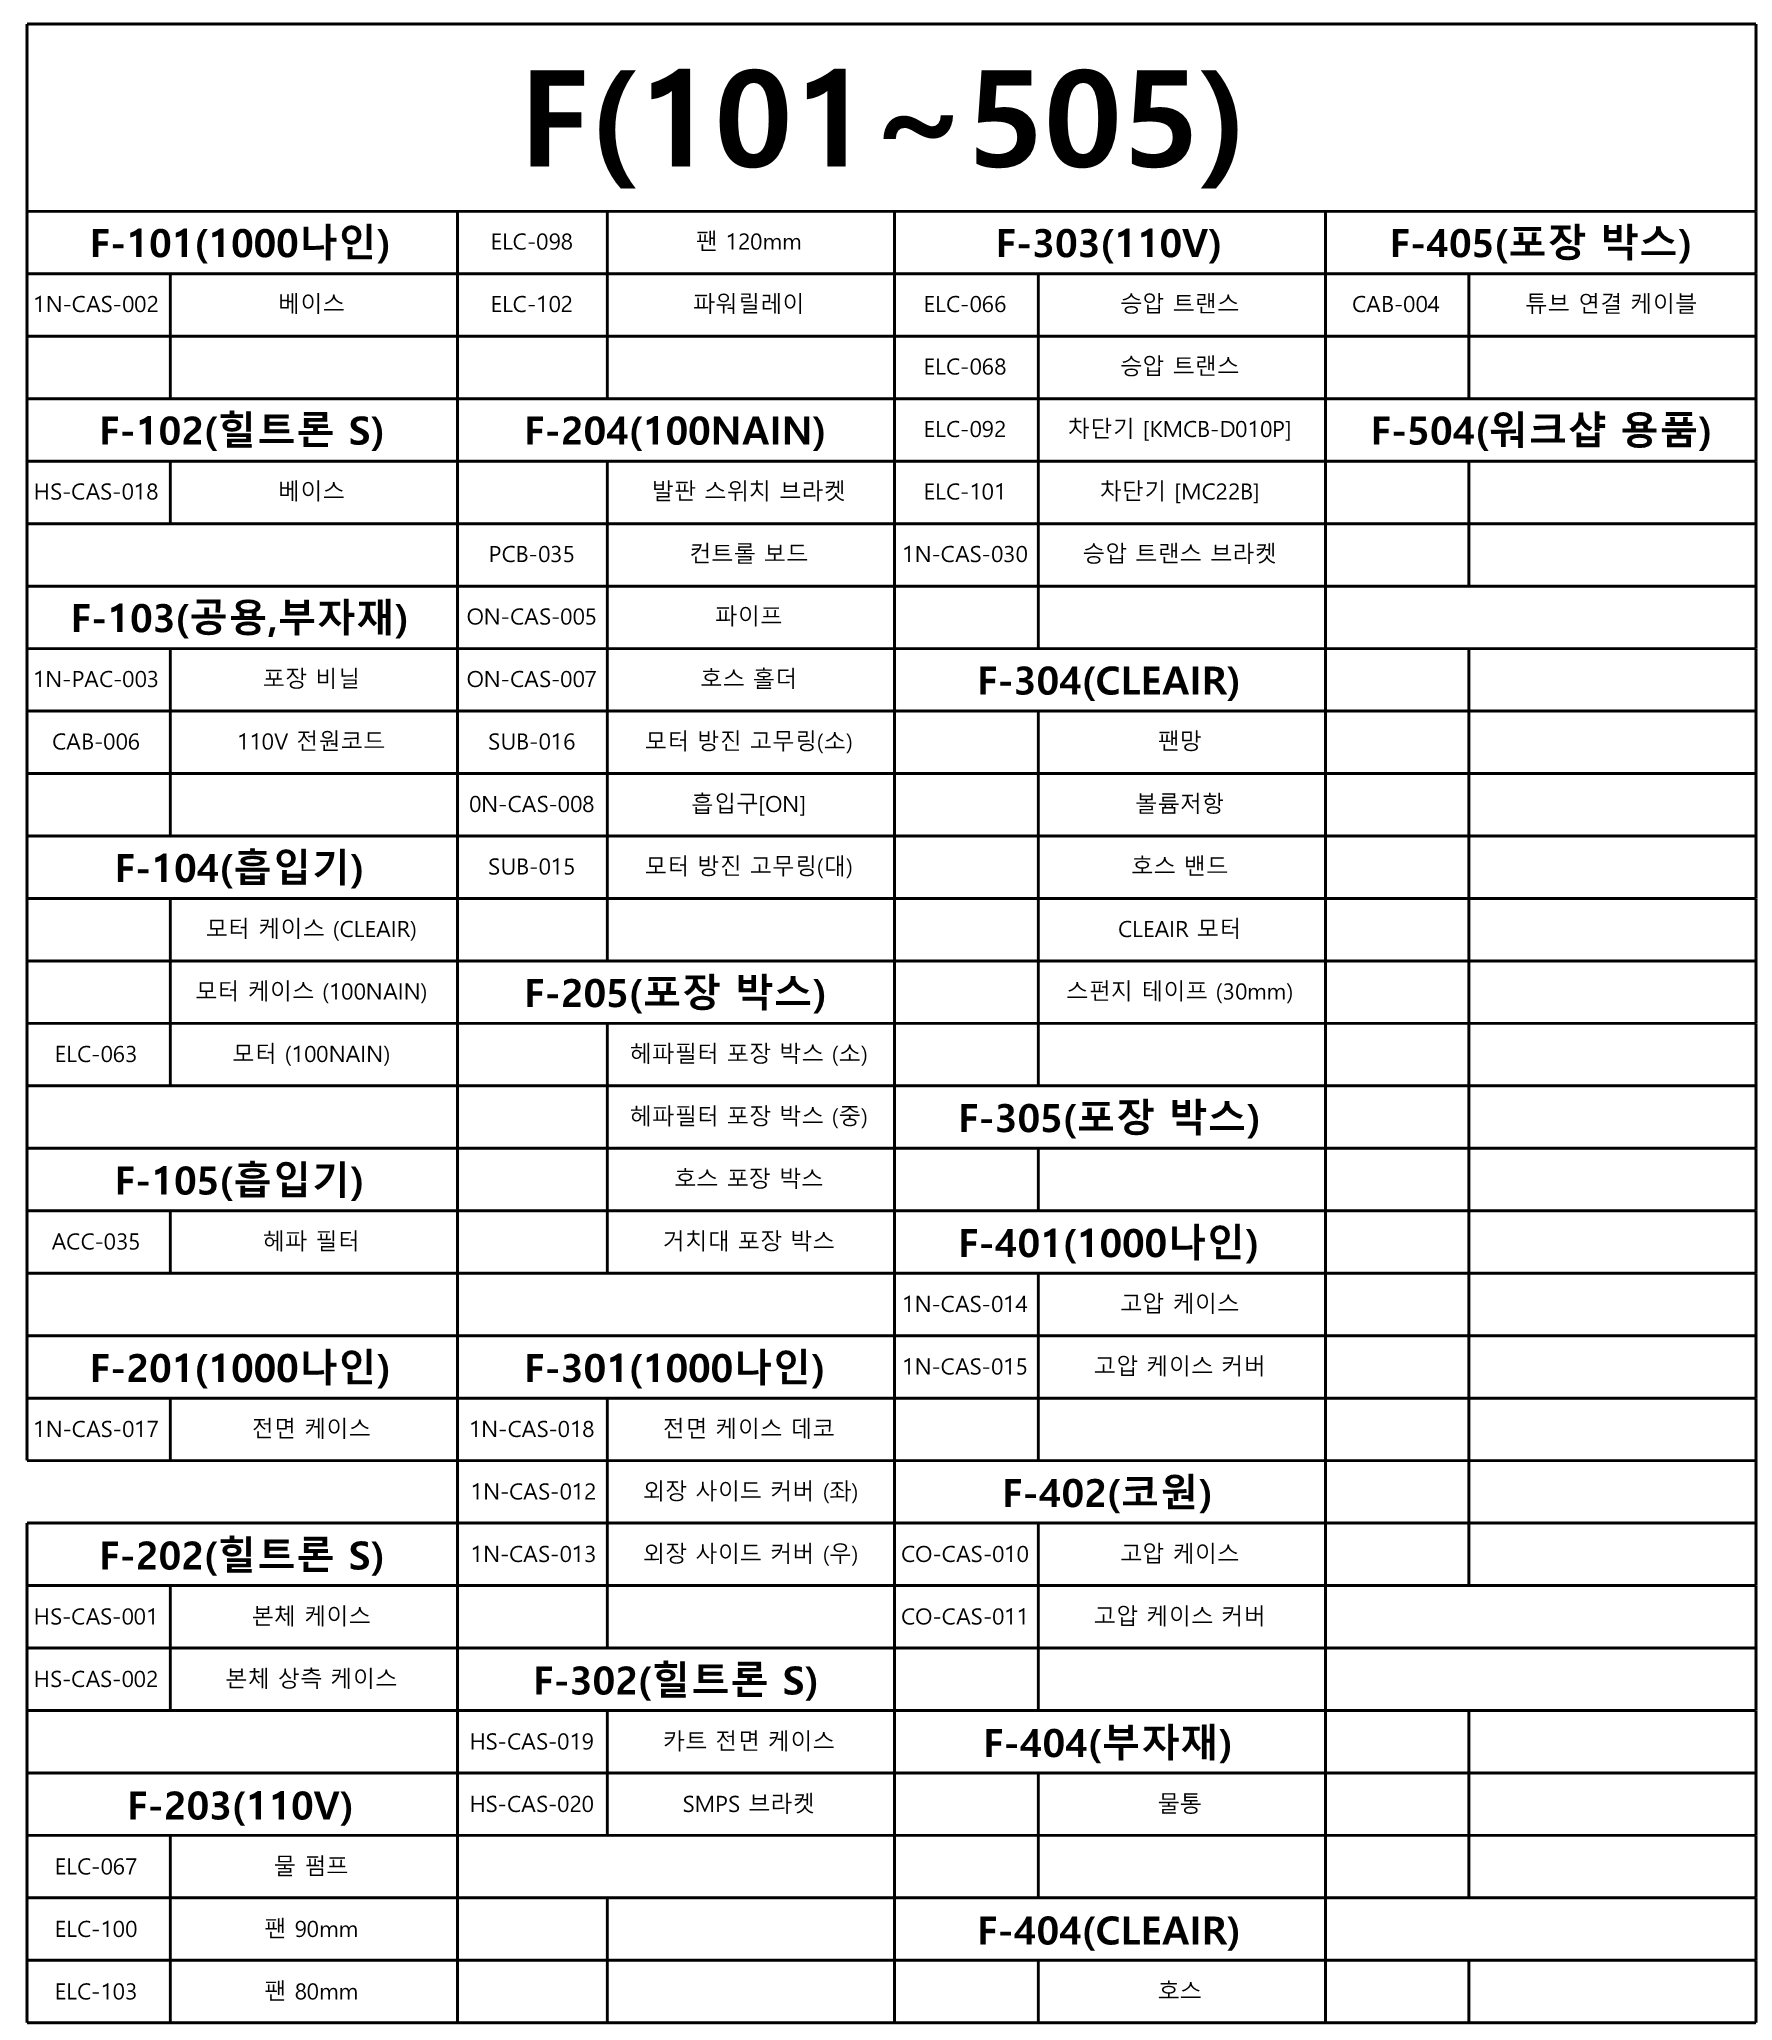 F(101~505)
F-101(1000나인)
1N-CAS-002 베이스
F-102(힐트론 S)
HS-CAS-018 베이스
F-103(공용,부자재)
1N-PAC-003 포장 비닐
CAB-006 110V 전원코드
F-104(흡입기)
모터 케이스 (CLEAIR)
모터 케이스 (100NAIN)
ELC-063 모터 (100NAIN)
F-105(흡입기)
ACC-035 헤파 필터
F-201(1000나인)
1N-CAS-017 전면 케이스
F-202(힐트론 S)
HS-CAS-001 본체 케이스
HS-CAS-002 본체 상측 케이스
F-203(110V)
ELC-067 물 펌프
ELC-100 팬 90mm
ELC-103 팬 80mm
ELC-098 팬 120mm
ELC-102 파워릴레이
F-204(100NAIN)
발판 스위치 브라켓
PCB-035 컨트롤 보드
ON-CAS-005 파이프
ON-CAS-007 호스 홀더
SUB-016 모터 방진 고무링(소)
0N-CAS-008 흡입구[ON]
SUB-015 모터 방진 고무링(대)
F-205(포장 박스)
헤파필터 포장 박스 (소)
헤파필터 포장 박스 (중)
호스 포장 박스
거치대 포장 박스
F-301(1000나인)
1N-CAS-018 전면 케이스 데코
1N-CAS-012 외장 사이드 커버 (좌)
1N-CAS-013 외장 사이드 커버 (우)
F-302(힐트론 S)
HS-CAS-019 카트 전면 케이스
HS-CAS-020 SMPS 브라켓
F-303(110V)
ELC-066 승압 트랜스
ELC-068 승압 트랜스
ELC-092 차단기 [KMCB-D010P]
ELC-101 차단기 [MC22B]
1N-CAS-030 승압 트랜스 브라켓
F-304(CLEAIR)
팬망
볼륨저항
호스 밴드
CLEAIR 모터
스펀지 테이프 (30mm)
F-305(포장 박스)
F-401(1000나인)
1N-CAS-014 고압 케이스
1N-CAS-015 고압 케이스 커버
F-402(코원)
CO-CAS-010 고압 케이스
CO-CAS-011 고압 케이스 커버
F-404(부자재)
물통
F-404(CLEAIR)
호스
F-405(포장 박스)
CAB-004 튜브 연결 케이블
F-504(워크샵 용품)